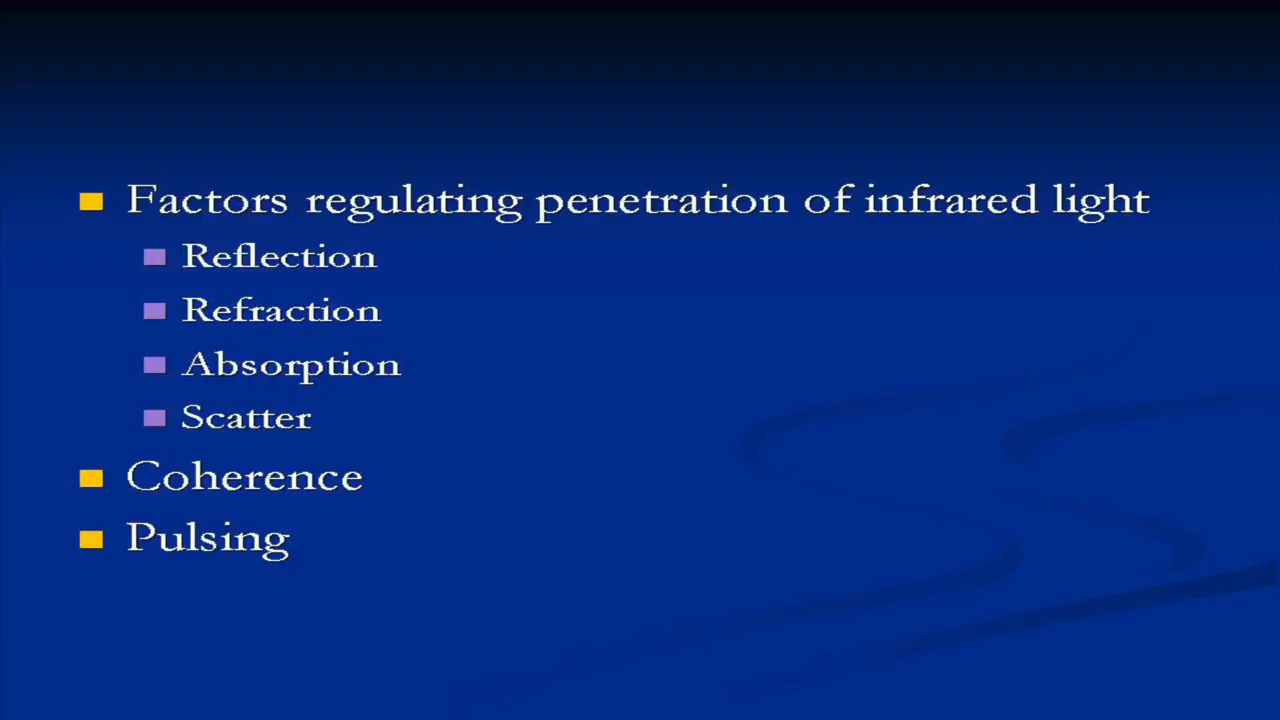 Factors regulating penetration of infrared light
Reflection
Refraction
Absorption
Scatter
Coherence
Pulsing